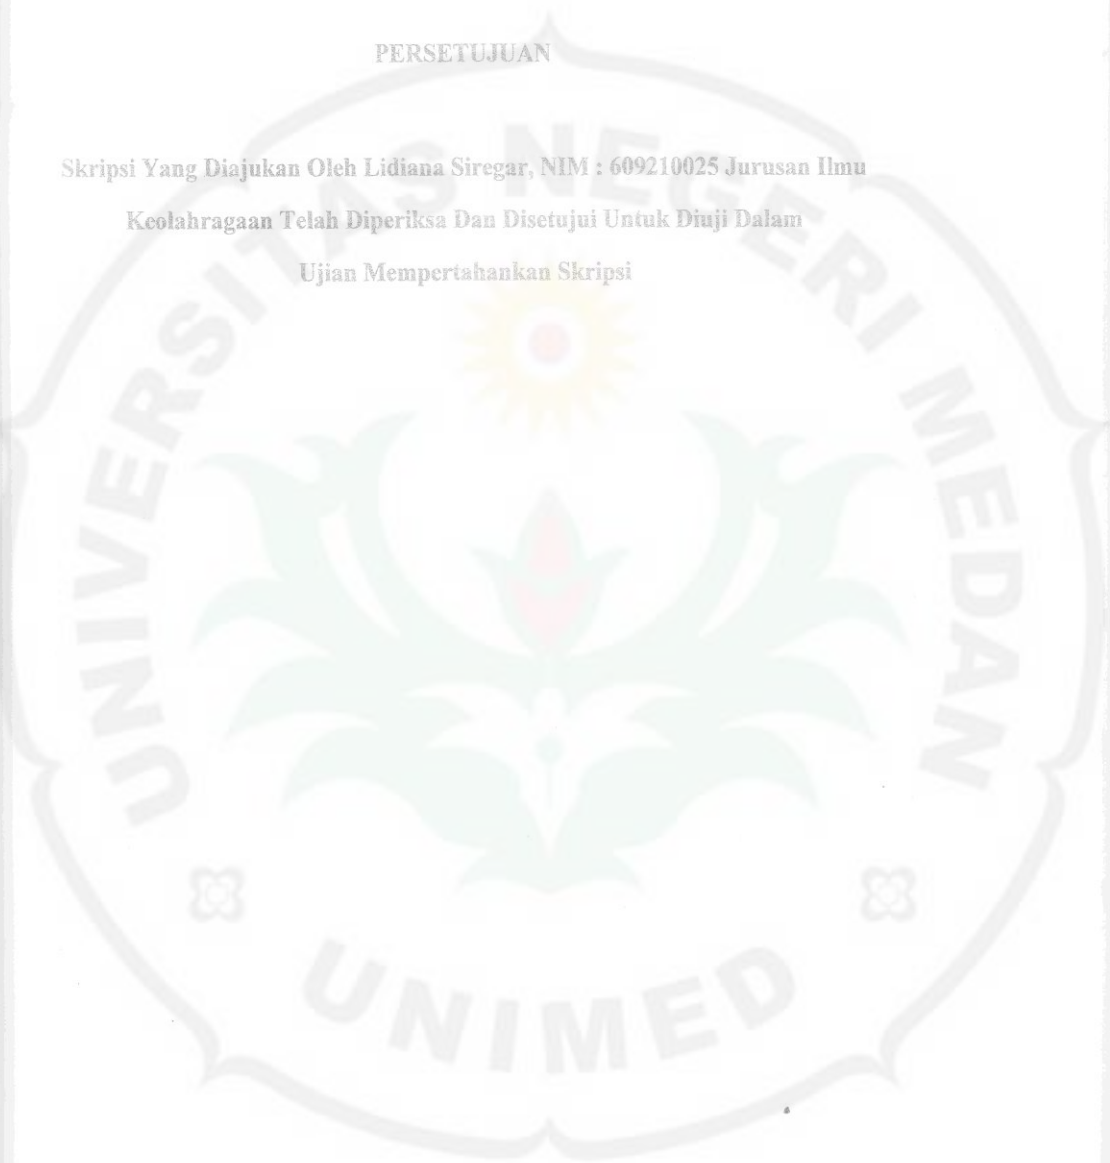 PERSETUJUAN
Skripsi Yang Diajukan Oleh Lidiana Siregar, NIM : 609210025 Jurusan Ilmu
Keolahragaan Telah Diperiksa Dan Disetujui Untuk Diuji Dalam
Ujian Mempertahankan Skripsi
UNIVERSITAS NEGERI MEDAN
UNIMED